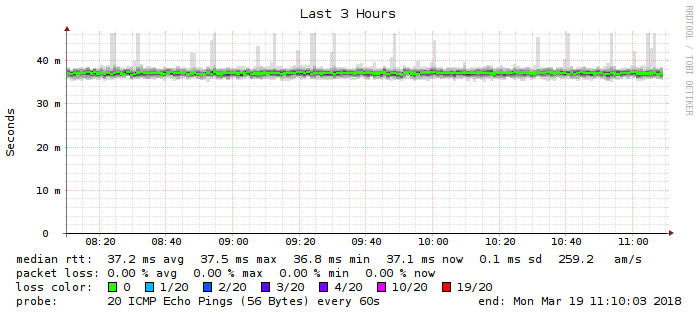 Last 3 Hours
RRDTOOL / TOBI OETIKER
Seconds
40 m
30 m
20 m
10 m
0
08:20 08:40 09:00 09:20 09:40 10:00 10:20 10:40 11:00
median rtt: 37.2 ms avg 37.5 ms max 36.8 ms min 37.1 ms now 0.1 ms sd 259.2 am/s
packet loss: 0.00 % avg 0.00 % max 0.00 % min 0.00 % now
loss color: 0 1/20 2/20 3/20 4/20 10/20 19/20
probe: 20 ICMP Echo Pings (56 Bytes) every 60s end: Mon Mar 19 11:10:03 2018